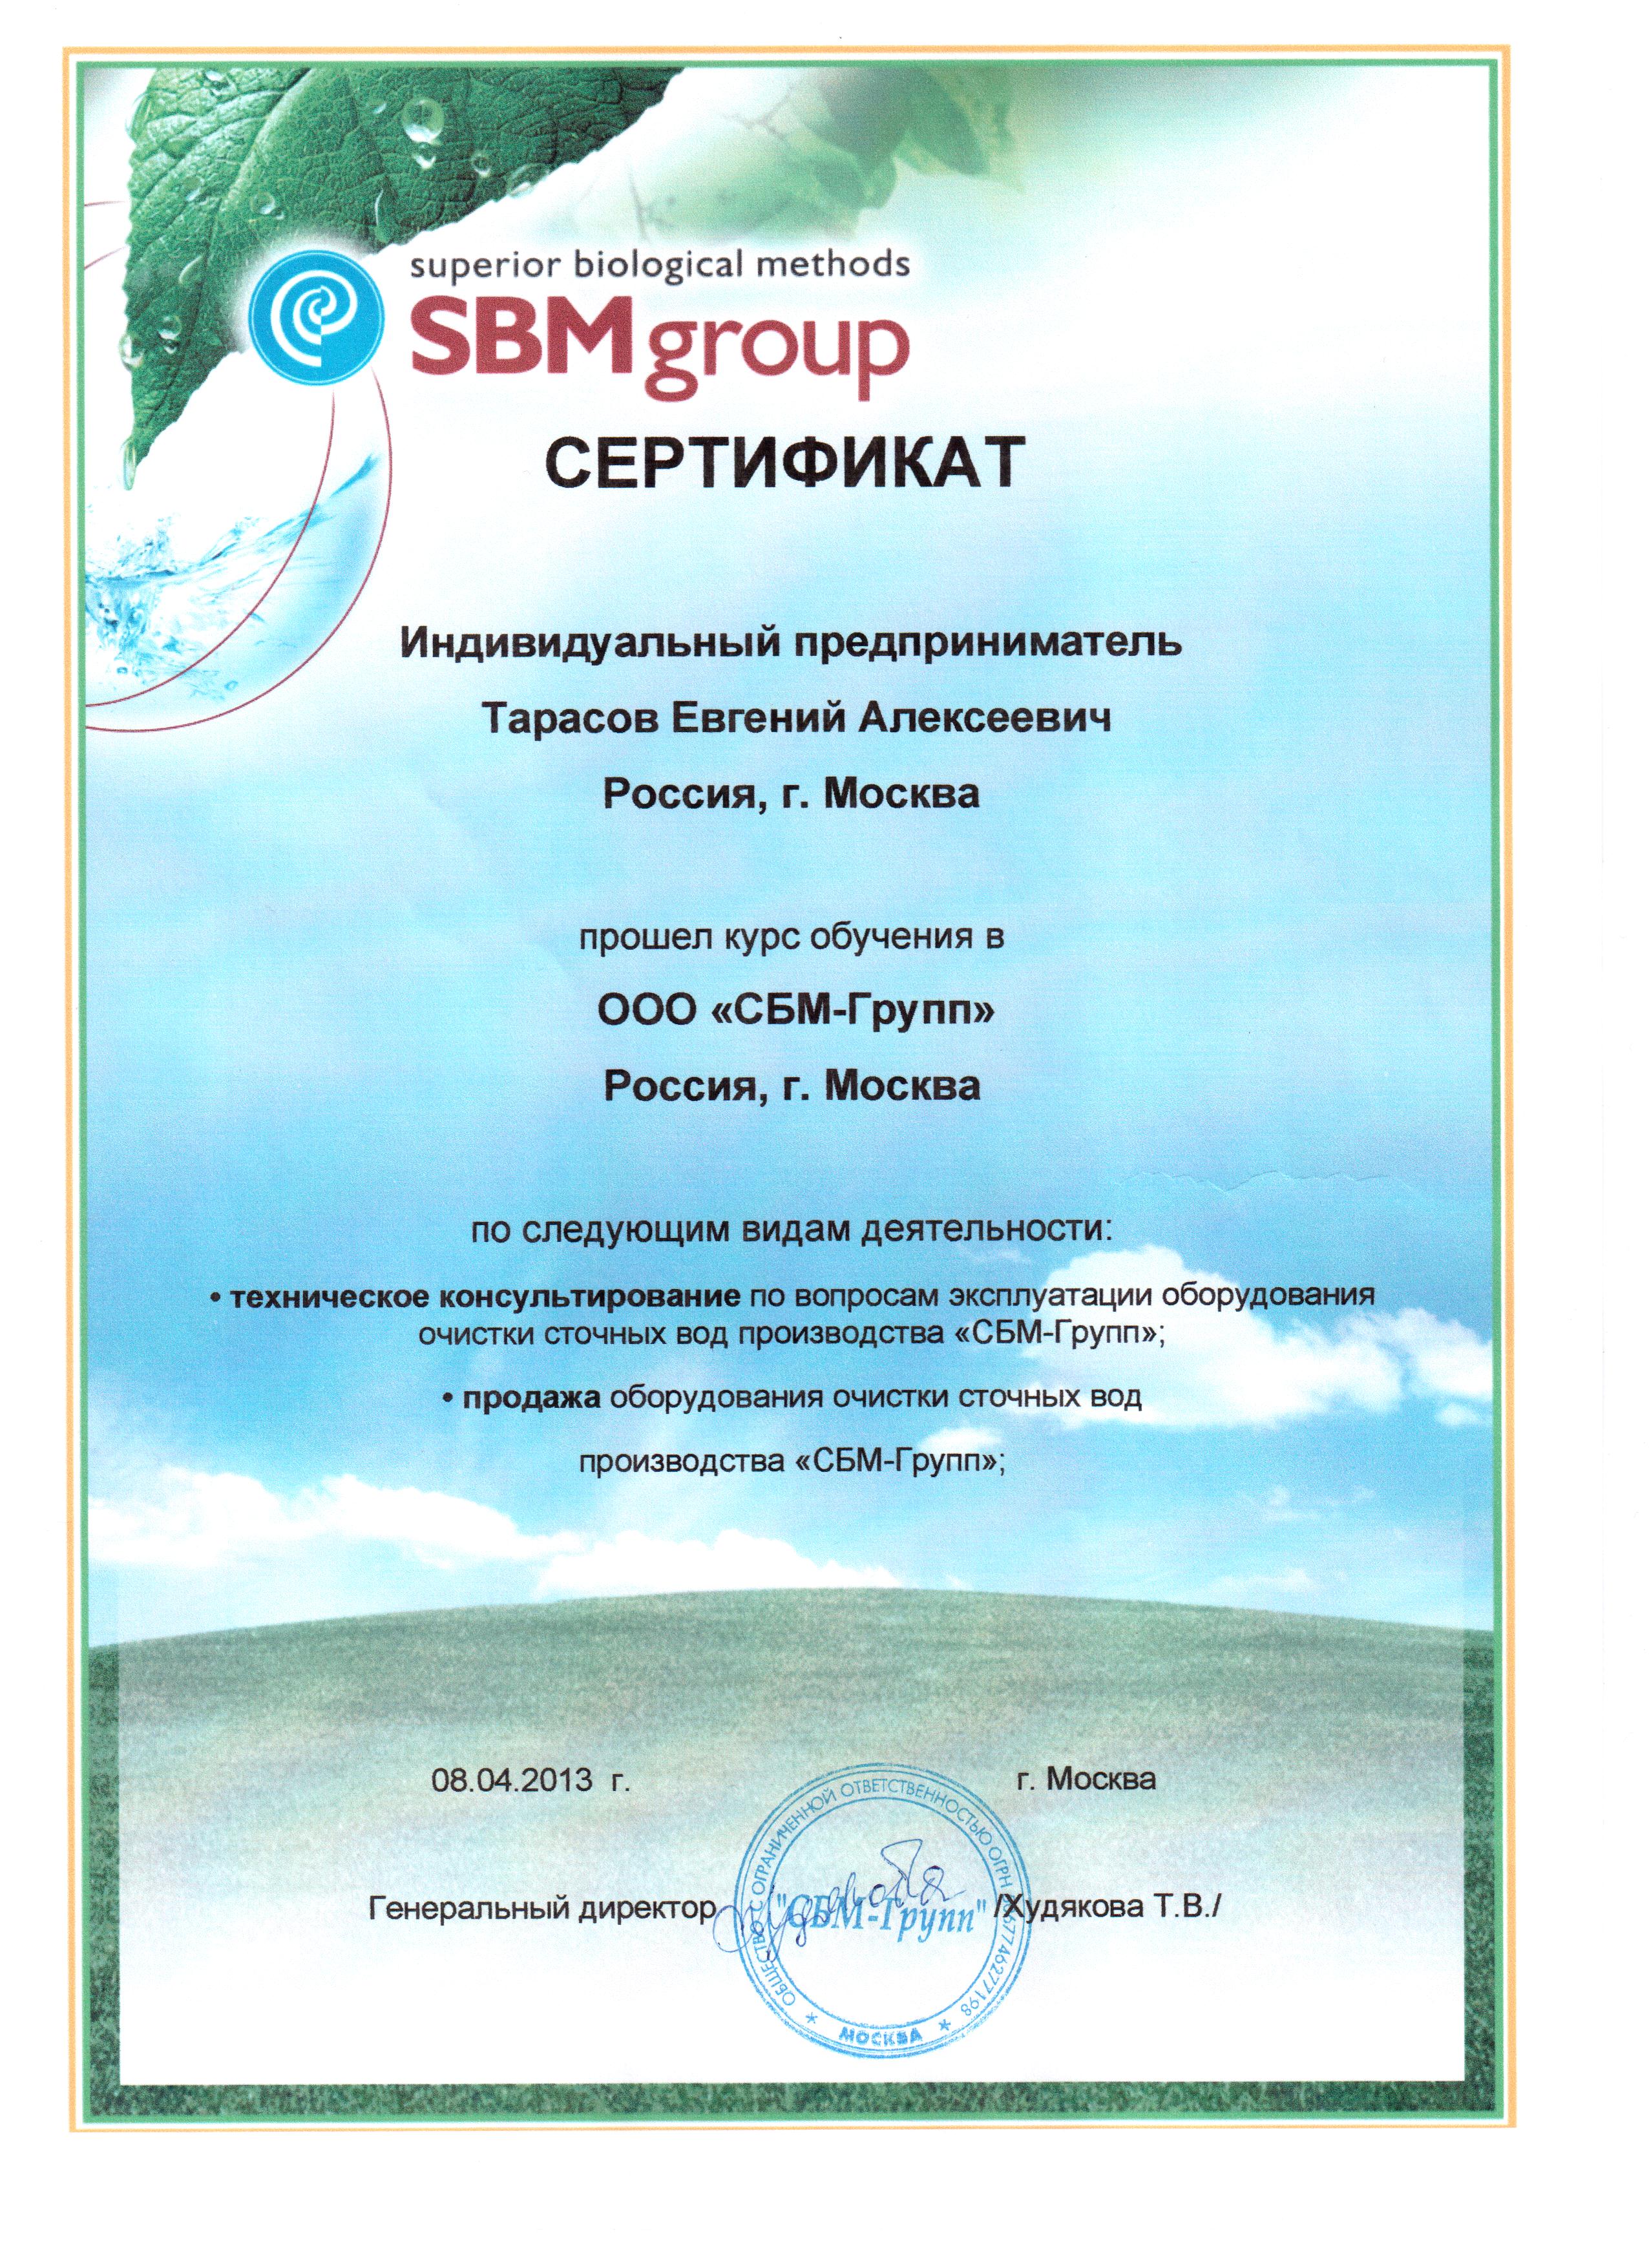 superior biological methods
SBMgroup
СЕРТИФИКАТ
Индивидуальный предприниматель
Тарасов Евгений Алексеевич
Россия, г. Москва
прошел курс обучения в
ООО «СБМ-Групп»
Россия, г. Москва
по следующим видам деятельности:
• техническое консультирование по вопросам эксплуатации оборудования
очистки сточных вод производства «СБМ-Групп»;
• продажа оборудования очистки сточных вод
производства «СБМ-Групп»;
08.04.2013 г. г. Москва
Генеральный директор /Худякова Т.В./
ОБЩЕСТВО С ОГРАНИЧЕННОЙ ОТВЕТСТВЕННОСТЬЮ ОГРН
"СБМ-Групп"
* МОСКВА *